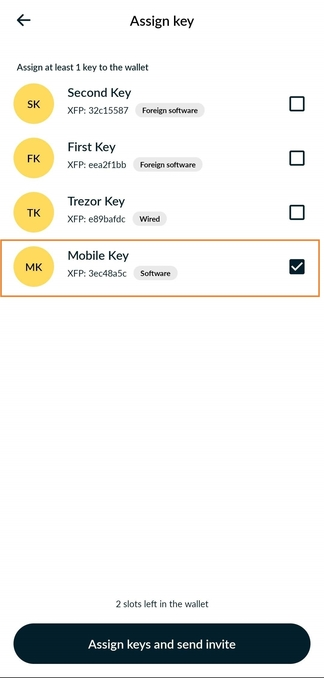 Assign key
Assign at least 1 key to the wallet
SK
Second Key
XFP: 32c15587 Foreign software
FK
First Key
XFP: eea2f1bb Foreign software
TK
Trezor Key
XFP: e89bafdc Wired
MK
Mobile Key
XFP: 3ec48a5c Software
2 slots left in the wallet
Assign keys and send invite